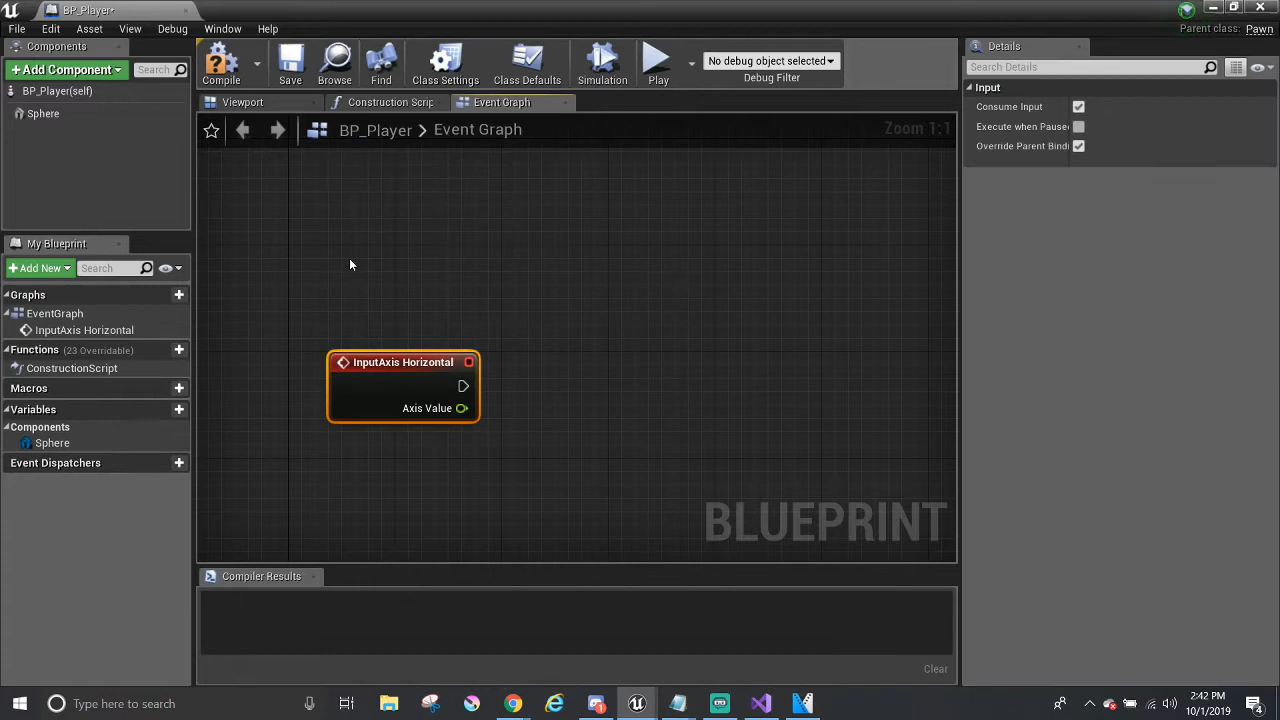 BP_Player*
File Edit Asset View Debug Window Help
Parent class: Pawn
Components
+Add Component
Search
BP_Player(self)
Sphere
Compile
Save
Browse
Find
Class Settings
Class Defaults
Simulation
Play
No debug object selected
Debug Filter
Viewport
Construction Scrip
Event Graph
BP_Player > Event Graph
Zoom 1:1
InputAxis Horizontal
Axis Value
BLUEPRINT
My Blueprint
+Add New
Search
Graphs
EventGraph
InputAxis Horizontal
Functions (23 Overridable)
ConstructionScript
Macros
Variables
Components
Sphere
Event Dispatchers
Compiler Results
Clear
Details
Search Details
Input
Consume Input
Execute when Pause
Override Parent Bind
Type here to search
2:42 PM
10/1/2019
4